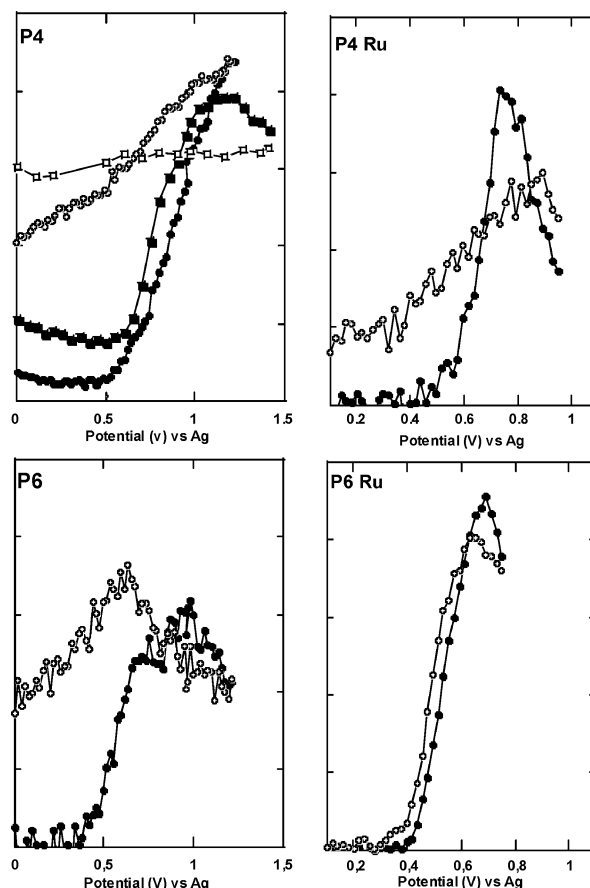 P4
0
0.5
1
1.5
Potential (v) vs Ag
P4 Ru
0.2
0.4
0.6
0.8
1
Potential (V) vs Ag
P6
0
0,5
1
1,5
Potential (V) vs Ag
P6 Ru
0,2
0,4
0,6
0,8
1
Potential (V) vs Ag